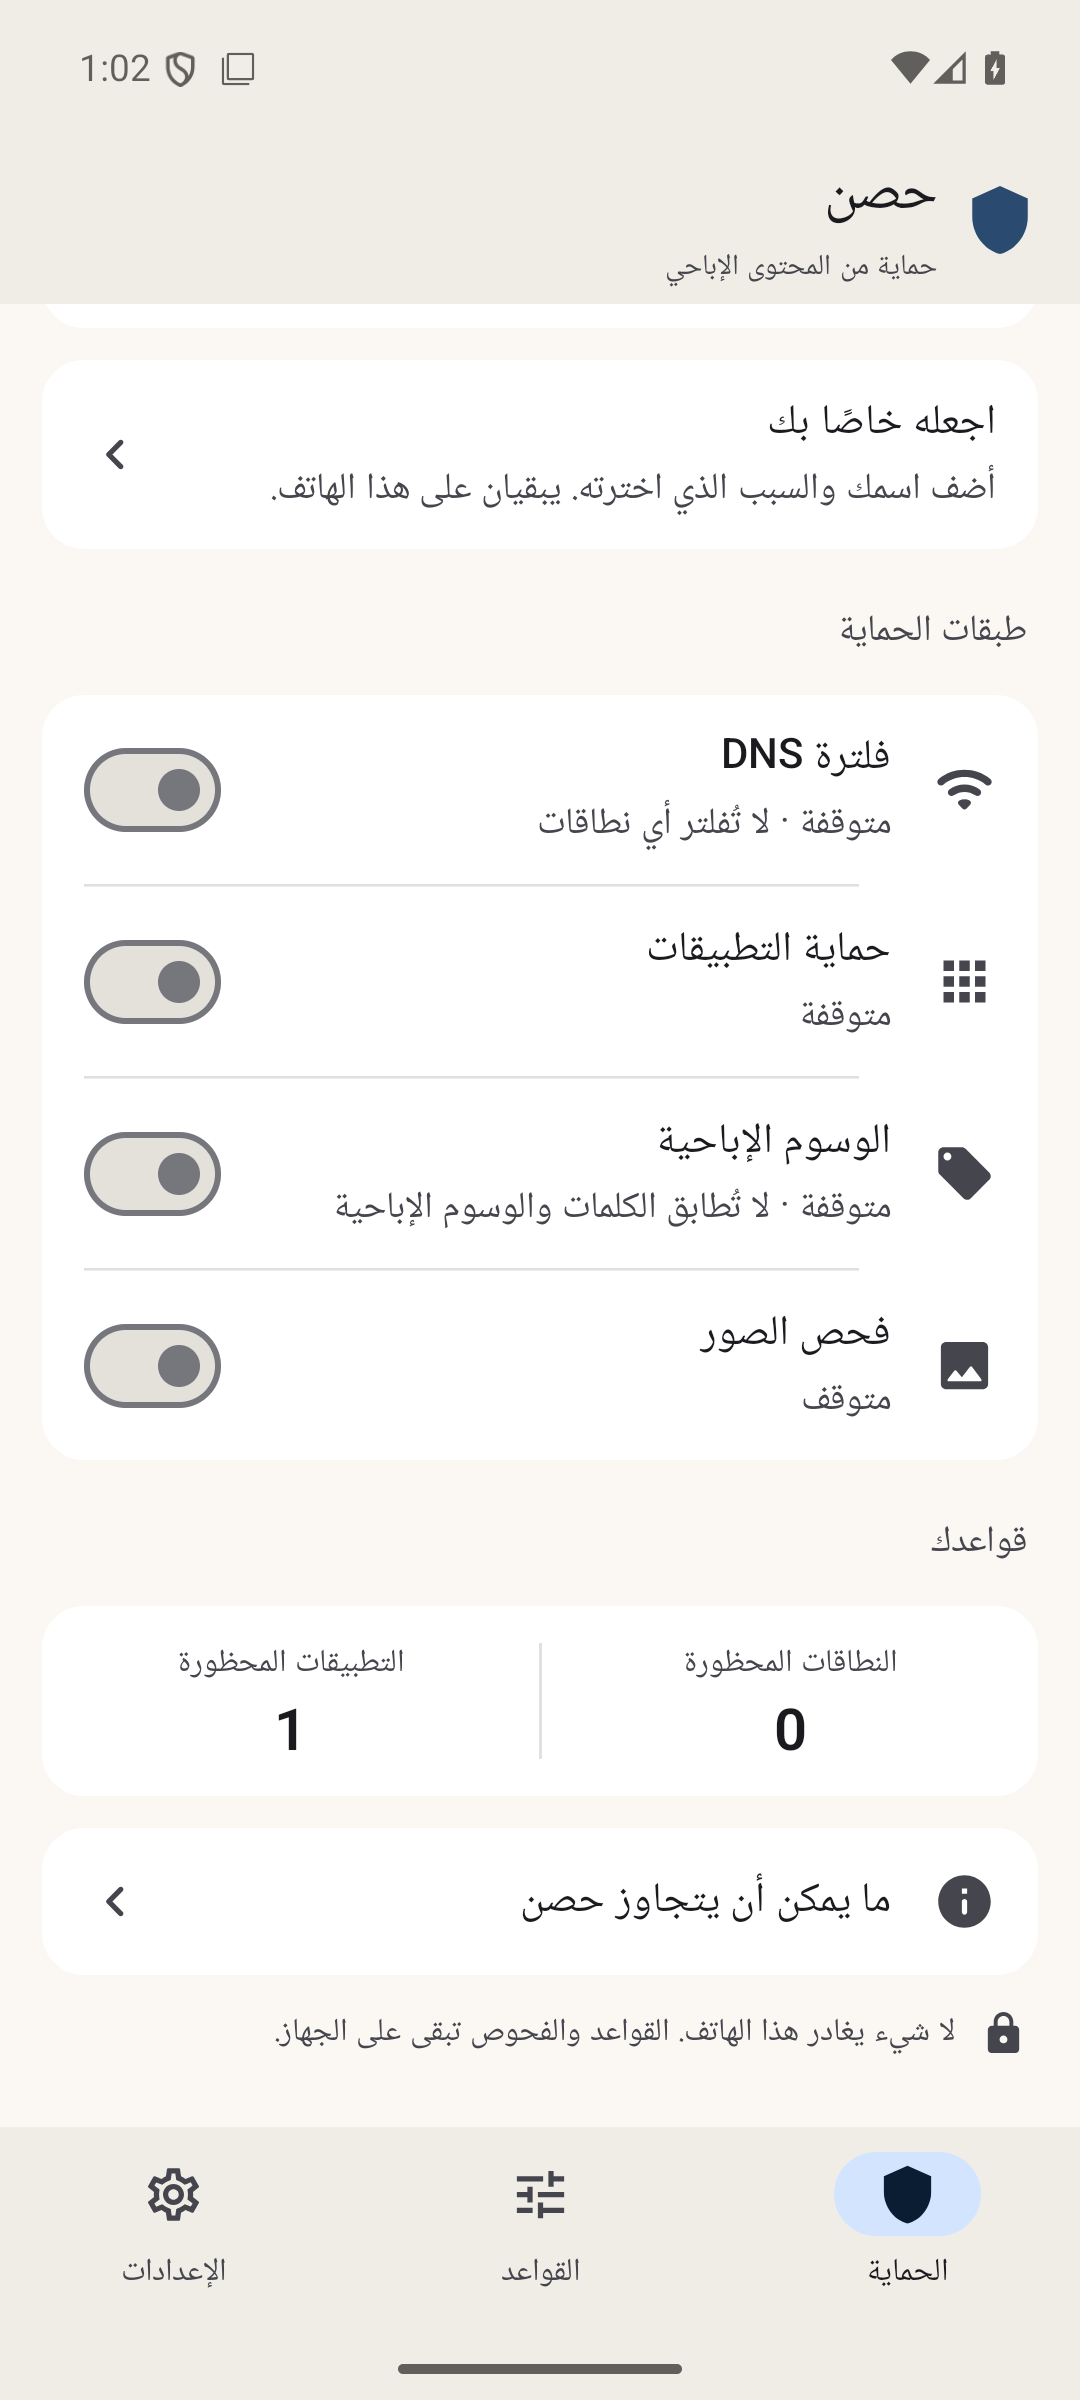 1:02
حصن
حماية من المحتوى الإباحي
اجعله خاصًا بك
أضف اسمك والسبب الذي اخترته. يبقيان على هذا الهاتف.
طبقات الحماية
فلترة DNS
متوقفة · لا تُفلتر أي نطاقات
حماية التطبيقات
متوقفة
الوسوم الإباحية
متوقفة · لا تُطابق الكلمات والوسوم الإباحية
فحص الصور
متوقف
قواعدك
النطاقات المحظورة
0
التطبيقات المحظورة
1
ما يمكن أن يتجاوز حصن
لا شيء يغادر هذا الهاتف. القواعد والفحوص تبقى على الجهاز.
الحماية
القواعد
الإعدادات